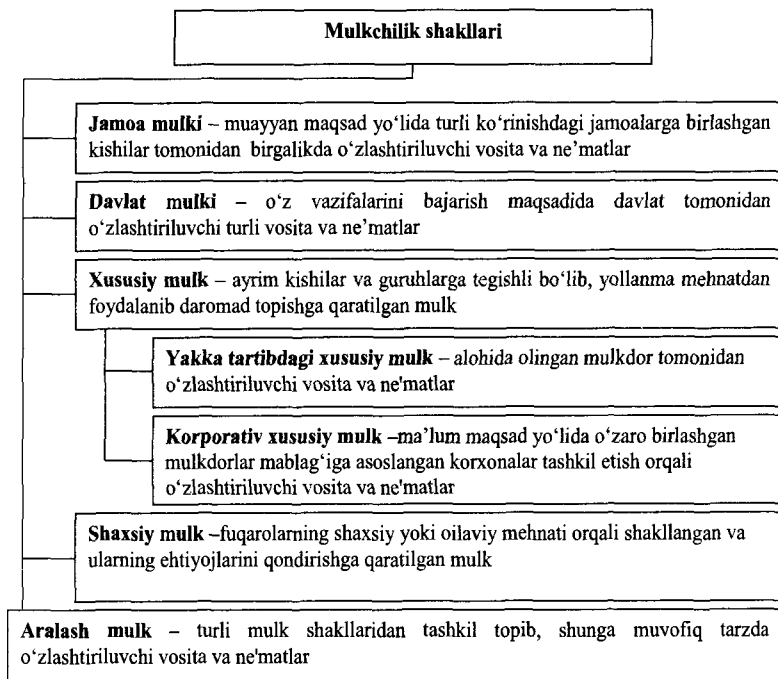 Mulkchilik shakllari
Jamoa mulki – muayyan maqsad yo‘lida turli ko‘rinishdagi jamoalarga birlashgan
kishilar tomonidan birgalikda o‘zlashtiriluvchi vosita va ne’matlar
Davlat mulki – o‘z vazifalarini bajarish maqsadida davlat tomonidan
o‘zlashtiriluvchi turli vosita va ne’matlar
Xususiy mulk – ayrim kishilar va guruhlarga tegishli bo‘lib, yollanma mehnatdan
foydalanib daromad topishga qaratilgan mulk
Yakka tartibdagi xususiy mulk – alohida olingan mulkdor tomonidan
o‘zlashtiriluvchi vosita va ne'matlar
Korporativ xususiy mulk –ma’lum maqsad yo‘lida o‘zaro birlashgan
mulkdorlar mablag‘iga asoslangan korxonalar tashkil etish orqali
o‘zlashtiriluvchi vosita va ne'matlar
Shaxsiy mulk –fuqarolarning shaxsiy yoki oilaviy mehnati orqali shakllangan va
ularning ehtiyojlarini qondirishga qaratilgan mulk
Aralash mulk – turli mulk shakllaridan tashkil topib, shunga muvofiq tarzda
o‘zlashtiriluvchi vosita va ne'matlar